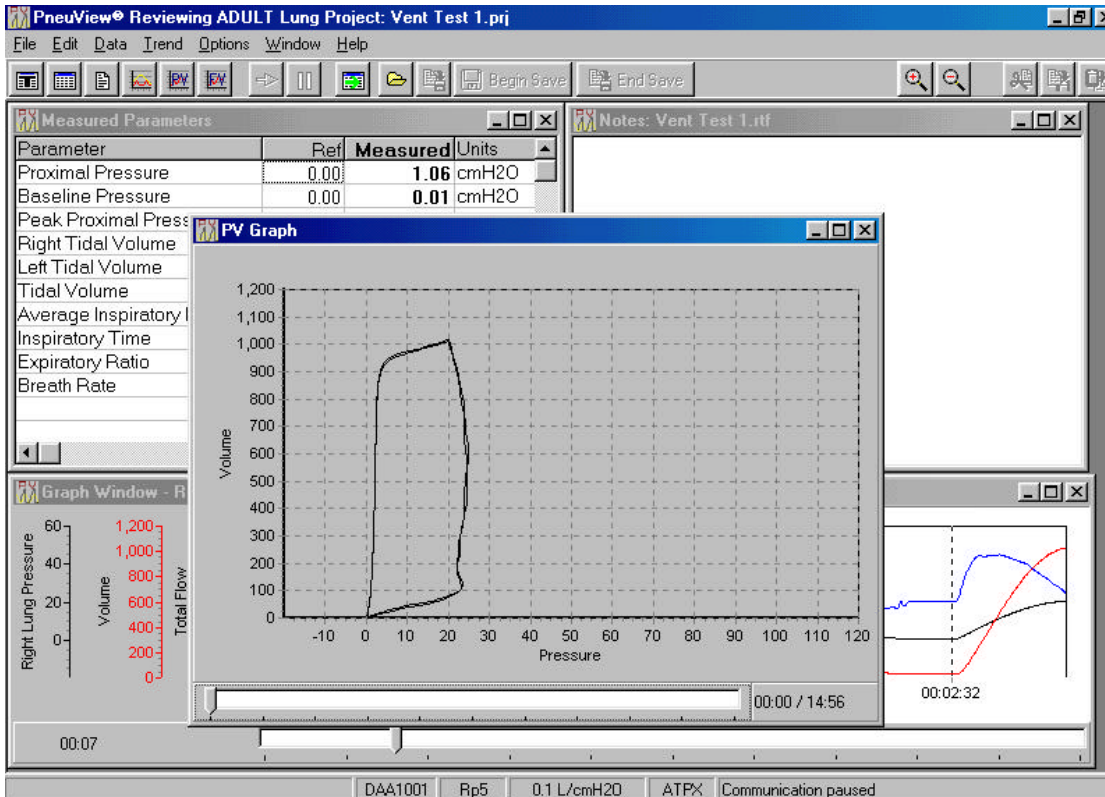 PneuView® Reviewing ADULT Lung Project: Vent Test 1.prj
File Edit Data Trend Options Window Help
PV FV Begin Save End Save
Measured Parameters
Parameter Ref Measured Units
Proximal Pressure 0.00 1.06 cmH2O
Baseline Pressure 0.00 0.01 cmH2O
Peak Proximal Press
Right Tidal Volume
Left Tidal Volume
Tidal Volume
Average Inspiratory
Inspiratory Time
Expiratory Ratio
Breath Rate
Notes: Vent Test 1.rtf
PV Graph
1,200
1,100
1,000
900
800
700
600
500
400
300
200
100
0
Volume
-10 0 10 20 30 40 50 60 70 80 90 100 110 120
Pressure
00:00 / 14:56
Graph Window - R
60
40
20
0
Right Lung Pressure
1,200
1,000
800
600
400
200
0
Volume
Total Flow
00:02:32
00:07
DAA1001 Rp5 0.1 L/cmH2O ATPX Communication paused